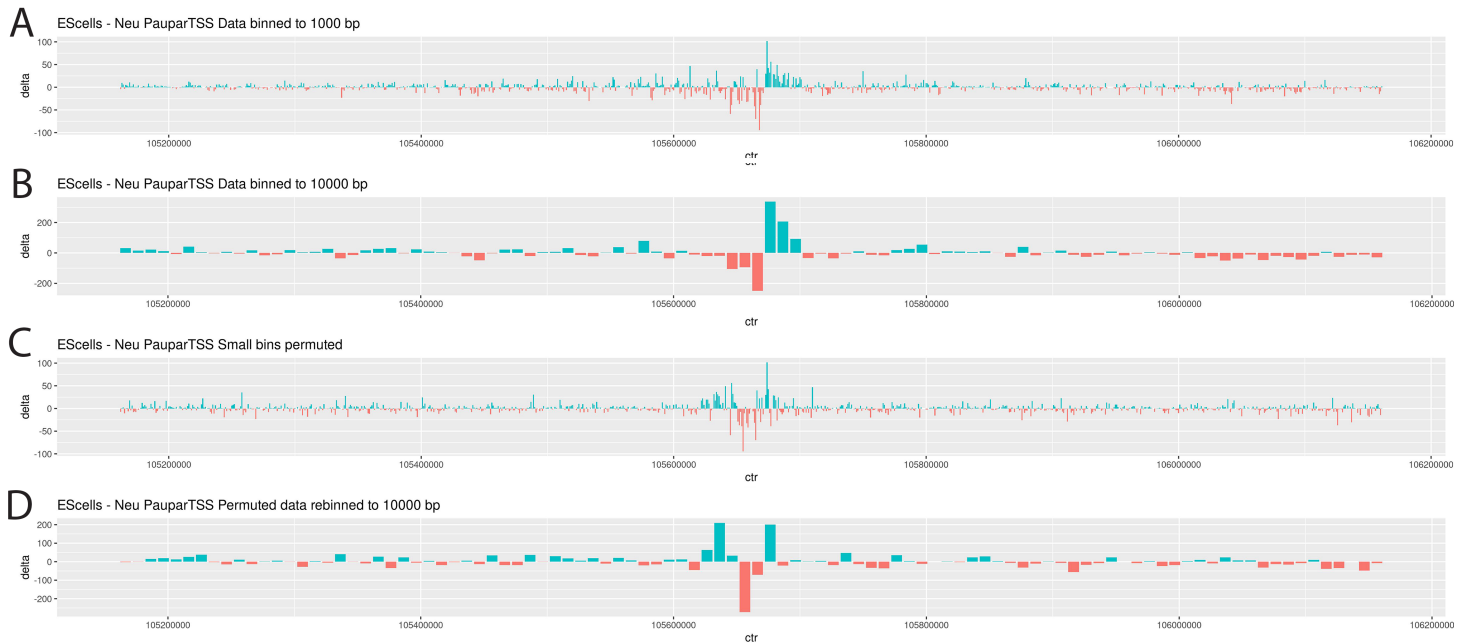 A
EScells - Neu PauparTSS Data binned to 1000 bp
delta
100
50
0
-50
-100
105200000 105400000 105600000 105800000 106000000 106200000
ctr
B
EScells - Neu PauparTSS Data binned to 10000 bp
delta
200
0
-200
105200000 105400000 105600000 105800000 106000000 106200000
ctr
C
EScells - Neu PauparTSS Small bins permuted
delta
100
50
0
-50
-100
105200000 105400000 105600000 105800000 106000000 106200000
ctr
D
EScells - Neu PauparTSS Permuted data rebinned to 10000 bp
delta
200
100
0
-100
-200
105200000 105400000 105600000 105800000 106000000 106200000
ctr